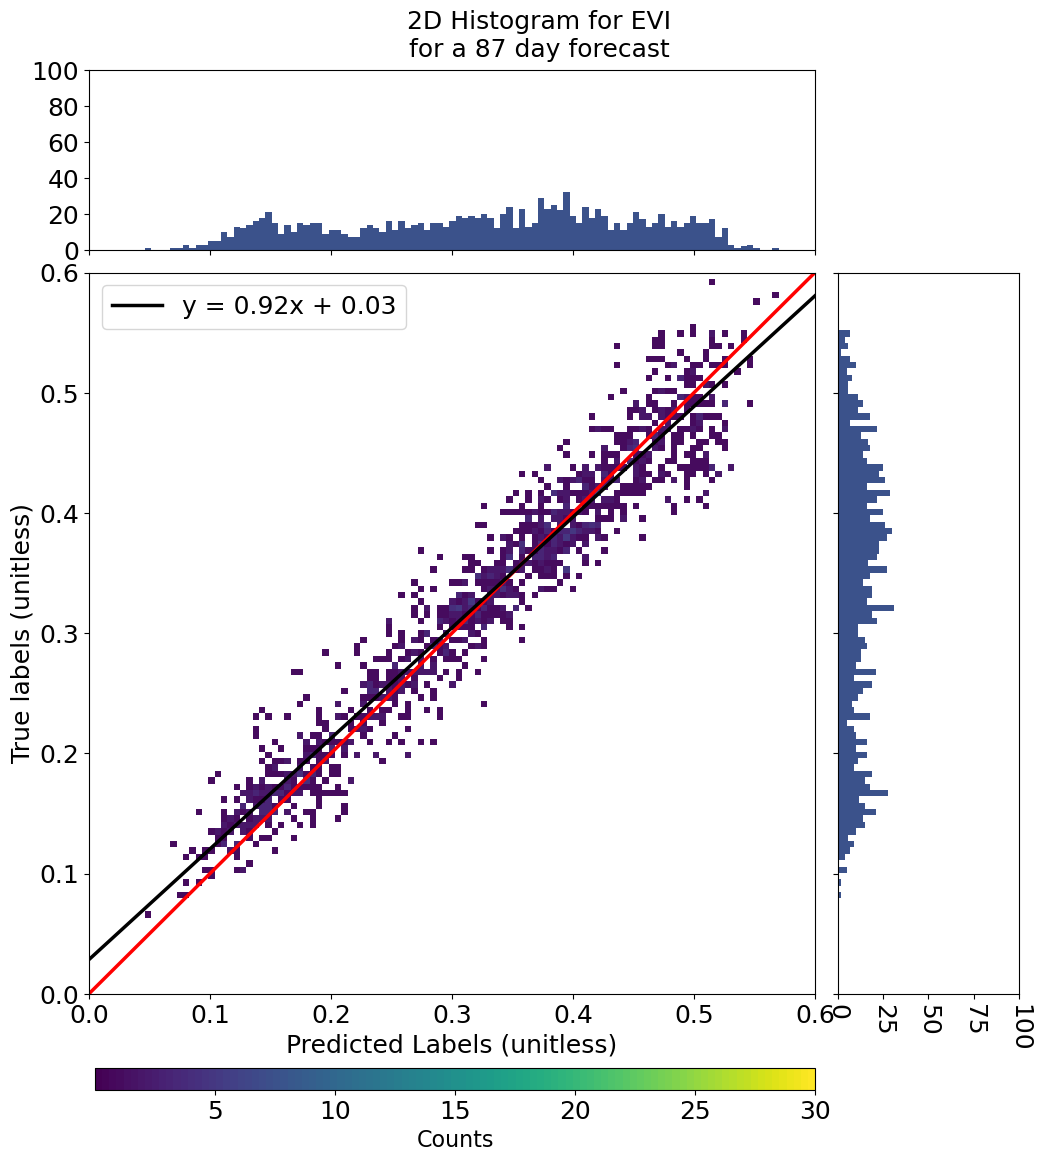 2D Histogram for EVI
for a 87 day forecast
100
80
60
40
20
0
0.6
0.5
0.4
0.3
0.2
0.1
0.0
True labels (unitless)
y = 0.92x + 0.03
0.0 0.1 0.2 0.3 0.4 0.5 0.6
Predicted Labels (unitless)
0 25 50 75 100
5 10 15 20 25 30
Counts